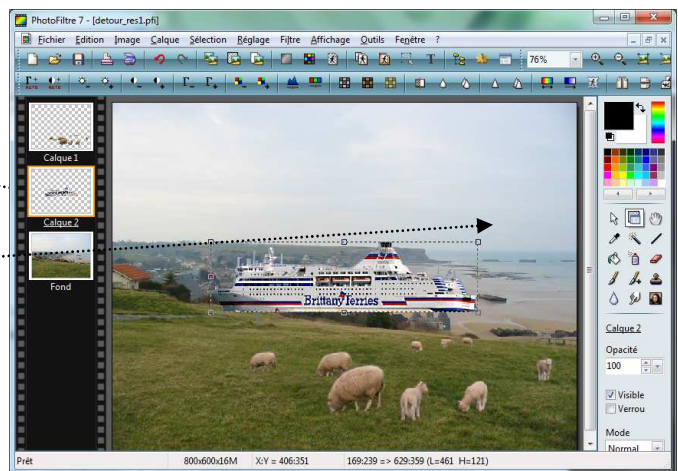 PhotoFiltre 7 - [detour_res1.pfi]
Fichier Edition Image Calque Sélection Réglage Filtre Affichage Outils Fenêtre ?
76%
Calque 1
Calque 2
Fond
Brittany ferries
Calque 2
Opacité
100
Visible
Verrou
Mode
Normal
Prêt
800x600x16M
X:Y = 406:351
169:239 => 629:359 (L=461 H=121)